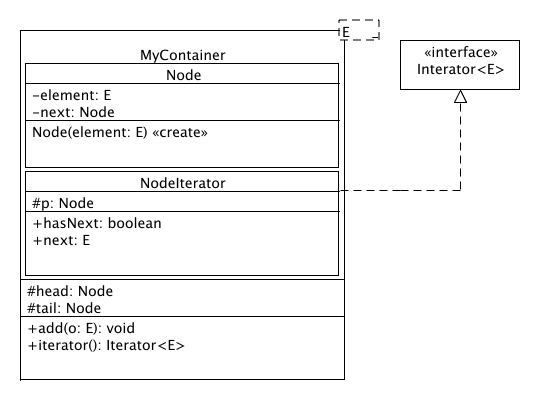 E
MyContainer
Node
-element: E
-next: Node
Node(element: E) «create»
NodeIterator
#p: Node
+hasNext: boolean
+next: E
#head: Node
#tail: Node
+add(o: E): void
+iterator(): Iterator<E>
«interface»
Interator<E>